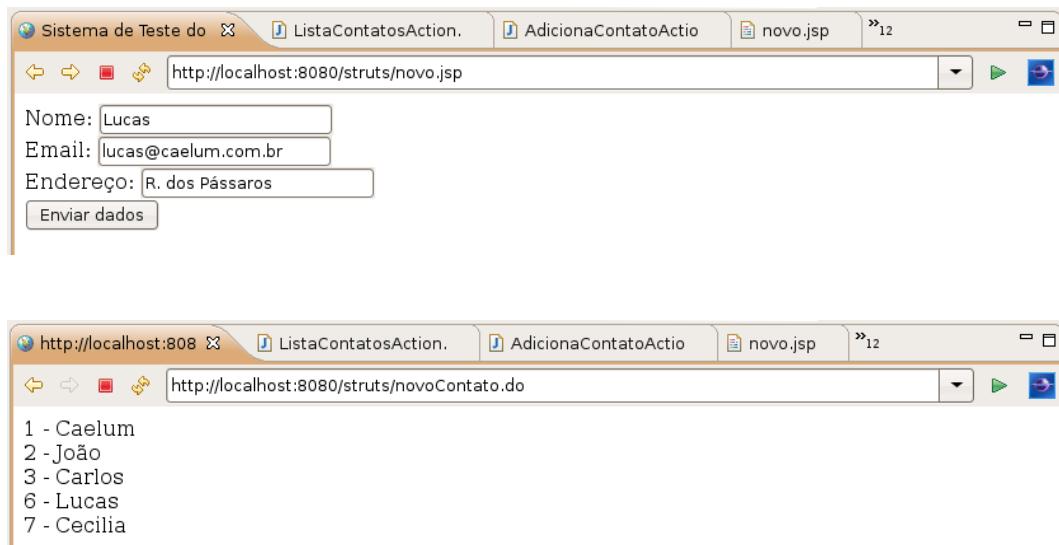 Sistema de Teste do ListaContatosAction. AdicionaContatoActio novo.jsp »12
http://localhost:8080/struts/novo.jsp
Nome: Lucas
Email: lucas@caelum.com.br
Endereço: R. dos Pássaros
Enviar dados
http://localhost:808 ListaContatosAction. AdicionaContatoActio novo.jsp »12
http://localhost:8080/struts/novoContato.do
1 - Caelum
2 - João
3 - Carlos
6 - Lucas
7 - Cecilia